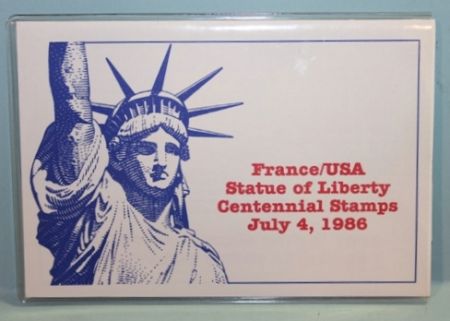 France/USA
Statue of Liberty
Centennial Stamps
July 4, 1986